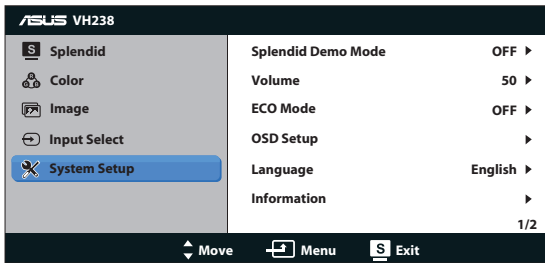 ASUS VH238
S Splendid
Color
Image
Input Select
System Setup
Splendid Demo Mode OFF
Volume 50
ECO Mode OFF
OSD Setup
Language English
Information
1/2
Move Menu S Exit